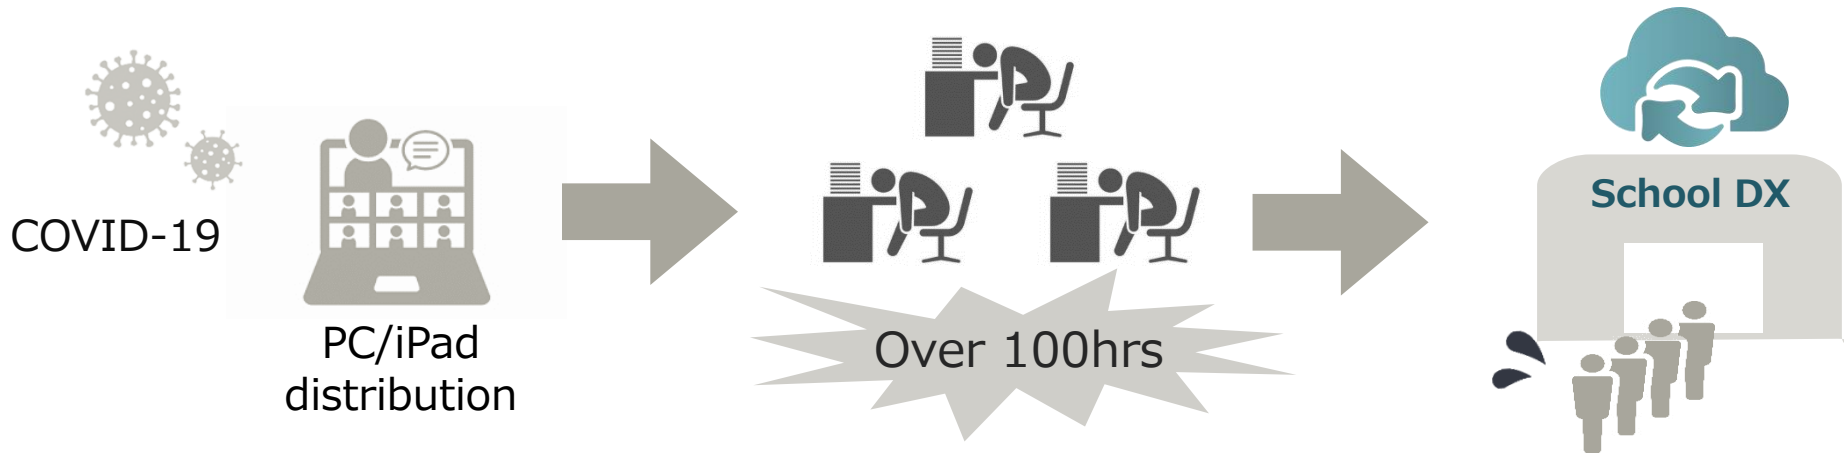 COVID-19
PC/iPad
distribution
Over 100hrs
School DX